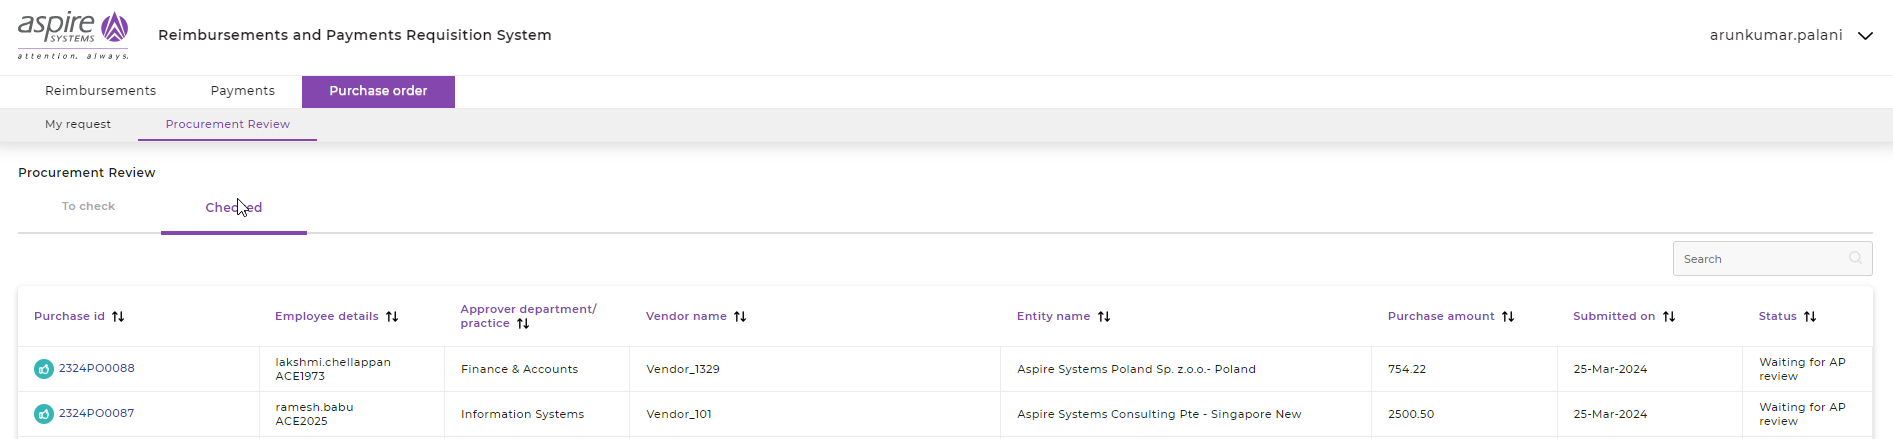 aspire
SYSTEMS
attention. always.
Reimbursements and Payments Requisition System
arunkumar.palani
Reimbursements Payments Purchase order
My request Procurement Review
Procurement Review
To check Checked
Search
Purchase id Employee details Approver department/ practice Vendor name Entity name Purchase amount Submitted on Status
2324PO0088 lakshmi.chellappan ACE1973 Finance & Accounts Vendor_1329 Aspire Systems Poland Sp. z.o.o.- Poland 754.22 25-Mar-2024 Waiting for AP review
2324PO0087 ramesh.babu ACE2025 Information Systems Vendor_101 Aspire Systems Consulting Pte - Singapore New 2500.50 25-Mar-2024 Waiting for AP review